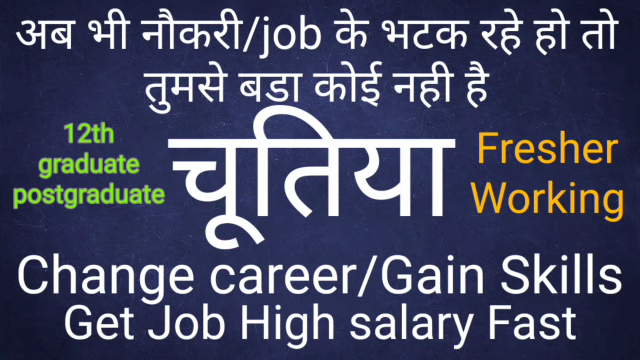 अब भी नौकरी/job के भटक रहे हो तो
तुमसे बडा कोई नही है
12th
graduate
postgraduate
चूतिया
Fresher
Working
Change career/Gain Skills
Get Job High salary Fast